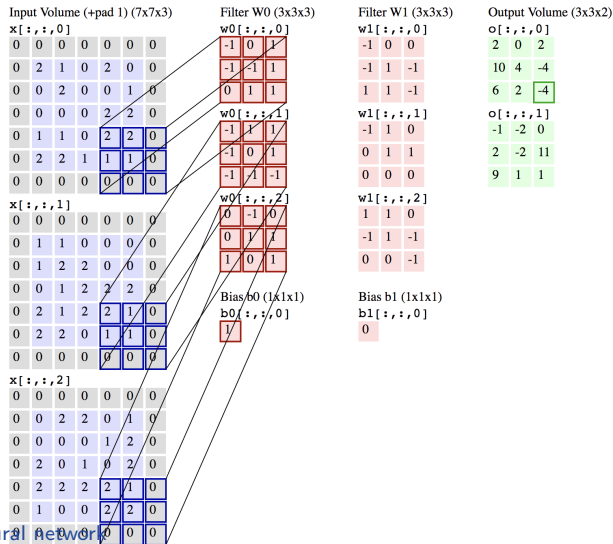 Input Volume (+pad 1) (7x7x3)
x[:,:,0]
0 0 0 0 0 0 0
0 2 1 0 2 0 0
0 0 2 0 0 1 0
0 0 0 0 2 2 0
0 1 1 0 2 2 0
0 2 2 1 1 1 0
0 0 0 0 0 0 0
x[:,:,1]
0 0 0 0 0 0 0
0 1 1 0 0 0 0
0 1 2 2 0 0 0
0 0 1 2 2 2 0
0 2 1 2 2 1 0
0 2 2 0 1 1 0
0 0 0 0 0 0 0
x[:,:,2]
0 0 0 0 0 0 0
0 0 2 2 0 1 0
0 0 0 0 1 2 0
0 2 0 1 0 2 0
0 2 2 2 2 1 0
0 1 0 0 2 2 0
0 0 0 0 0 0 0
Filter W0 (3x3x3)
w0[:,:,0]
-1 0 1
-1 -1 1
0 1 1
w0[:,:,1]
-1 1 1
-1 0 1
-1 -1 -1
w0[:,:,2]
0 -1 0
0 1 1
1 0 1
Bias b0 (1x1x1)
b0[:,:,0]
1
Filter W1 (3x3x3)
w1[:,:,0]
-1 0 0
-1 1 -1
1 1 -1
w1[:,:,1]
-1 1 0
0 1 1
0 0 0
w1[:,:,2]
1 1 0
-1 1 -1
0 0 -1
Bias b1 (1x1x1)
b1[:,:,0]
0
Output Volume (3x3x2)
o[:,:,0]
2 0 2
10 4 -4
6 2 -4
o[:,:,1]
-1 -2 0
2 -2 11
9 1 1
ral network